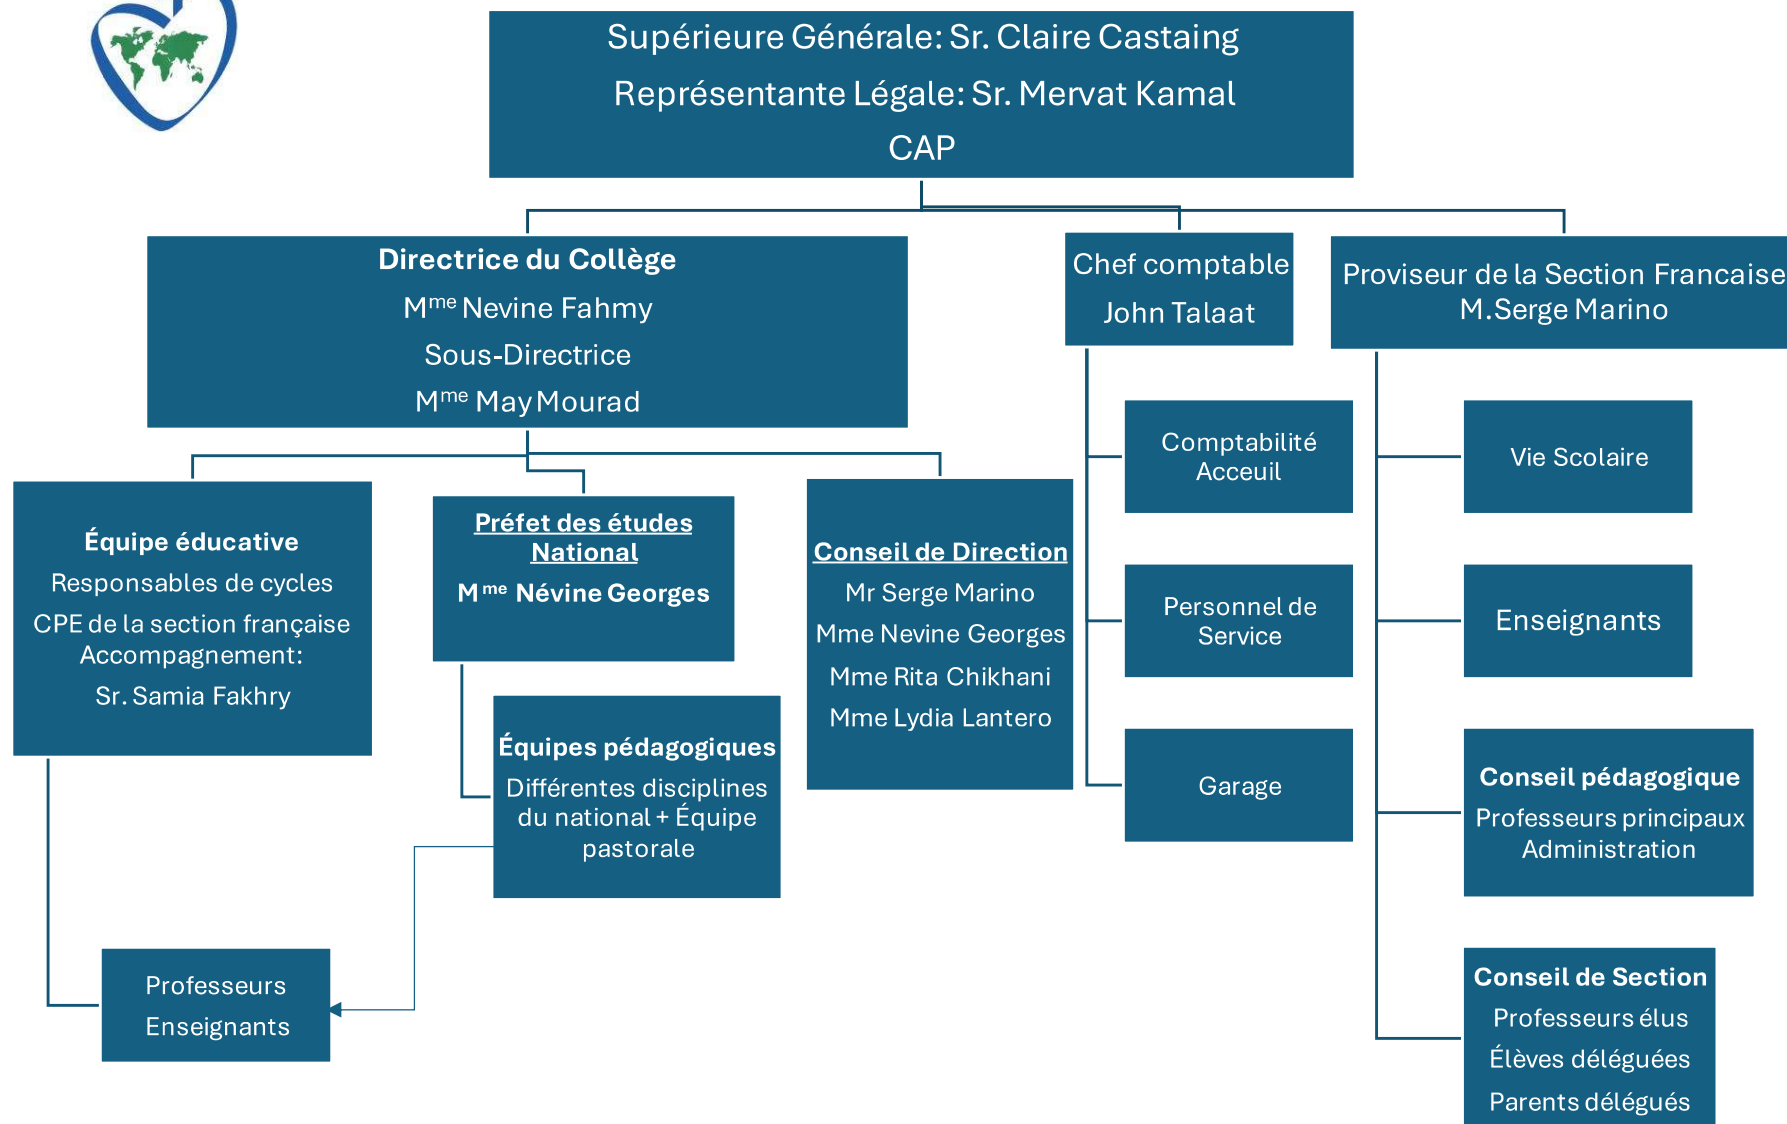 Supérieure Générale: Sr. Claire Castaing
Représentante Légale: Sr. Mervat Kamal
CAP
Directrice du Collège
Mme Nevine Fahmy
Sous-Directrice
Mme May Mourad
Chef comptable
John Talaat
Proviseur de la Section Francaise
M.Serge Marino
Équipe éducative
Responsables de cycles
CPE de la section française
Accompagnement:
Sr. Samia Fakhry
Préfet des études
National
Mme Névine Georges
Équipes pédagogiques
Différentes disciplines
du national + Équipe
pastorale
Professeurs
Enseignants
Conseil de Direction
Mr Serge Marino
Mme Nevine Georges
Mme Rita Chikhani
Mme Lydia Lantero
Comptabilité
Acceuil
Personnel de
Service
Garage
Vie Scolaire
Enseignants
Conseil pédagogique
Professeurs principaux
Administration
Conseil de Section
Professeurs élus
Élèves déléguées
Parents délégués